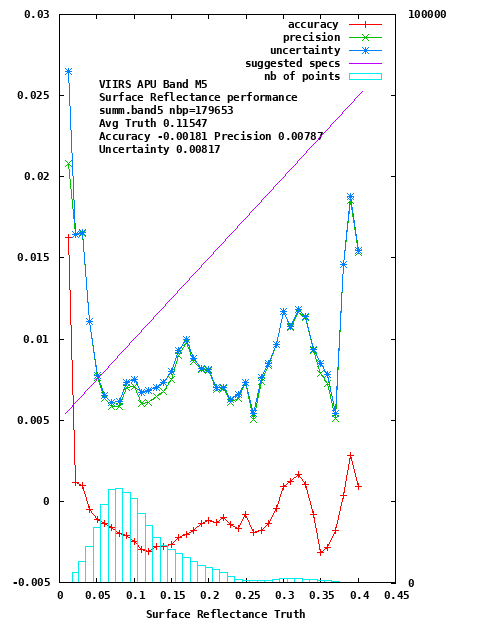 0.03
100000
accuracy
precision
uncertainty
suggested specs
nb of points
VIIRS APU Band M5
Surface Reflectance performance
summ.band5 nbp=179653
Avg Truth 0.11547
Accuracy -0.00181 Precision 0.00787
Uncertainty 0.00817
0.025
0.02
0.015
0.01
0.005
0
-0.005
0
0 0.05 0.1 0.15 0.2 0.25 0.3 0.35 0.4 0.45
Surface Reflectance Truth